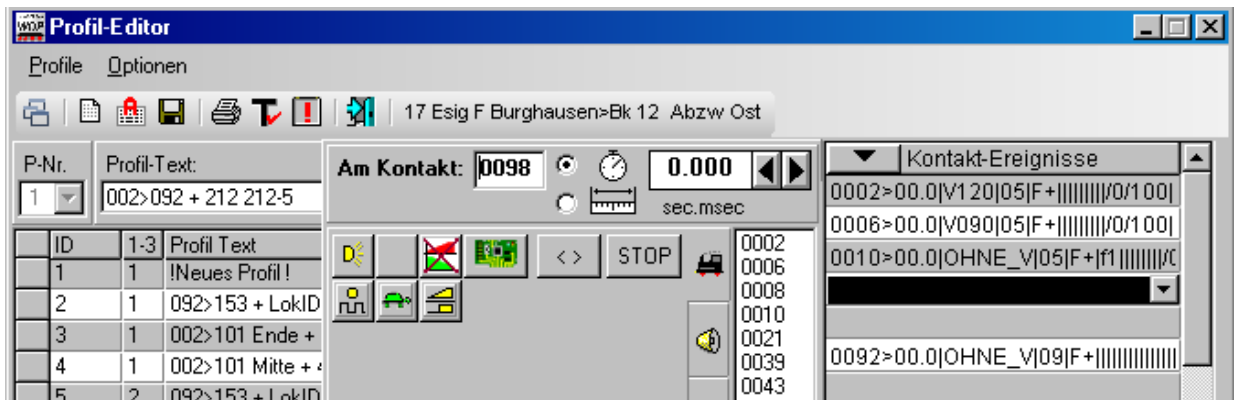 WDP Profil-Editor
Profile Optionen
17 Esig F Burghausen>Bk 12 Abzw Ost
P-Nr. Profil-Text:
1 002>092 + 212 212-5
Am Kontakt: 0098 0.000
sec.msec
Kontakt-Ereignisse
0002>00.0|V120|05|F+|||||||||/0/100|
0006>00.0|V090|05|F+|||||||||/0/100|
0010>00.0|OHNE_V|05|F+|f1||||||||/0
0092>00.0|OHNE_V|09|F+|||||||||||||||
ID 1-3 Profil Text
1 1 !Neues Profil !
2 1 092>153 + LokID
3 1 002>101 Ende +
4 1 002>101 Mitte +
5 2 092>153 + LokID
< > STOP
0002
0006
0008
0010
0021
0039
0043